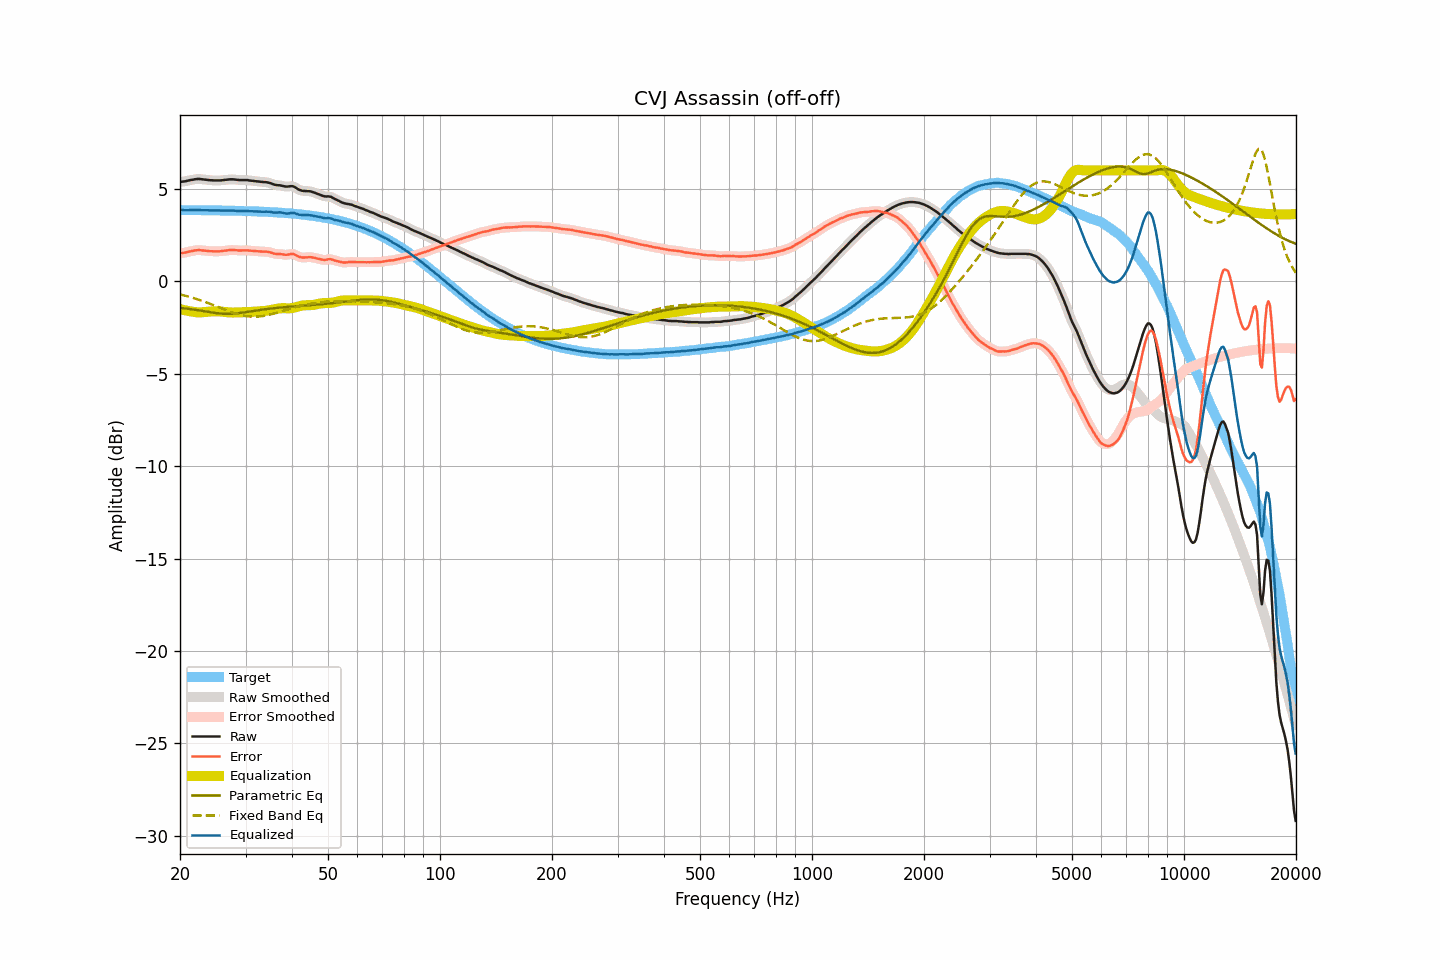 CVJ Assassin (off-off)
Amplitude (dBr)
5
0
−5
−10
−15
−20
−25
−30
Target
Raw Smoothed
Error Smoothed
Raw
Error
Equalization
Parametric Eq
Fixed Band Eq
Equalized
20 50 100 200 500 1000 2000 5000 10000 20000
Frequency (Hz)